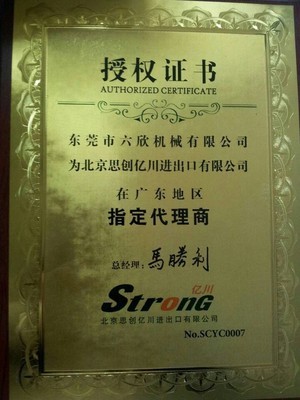 授权证书
AUTHORIZED CERTIFICATE
东莞市六欣机械有限公司
为北京思创亿川进出口有限公司
在广东地区
指定代理商
总经理：馬勝利
亿川
Strong
北京思创亿川进出口有限公司
No.SCYC0007